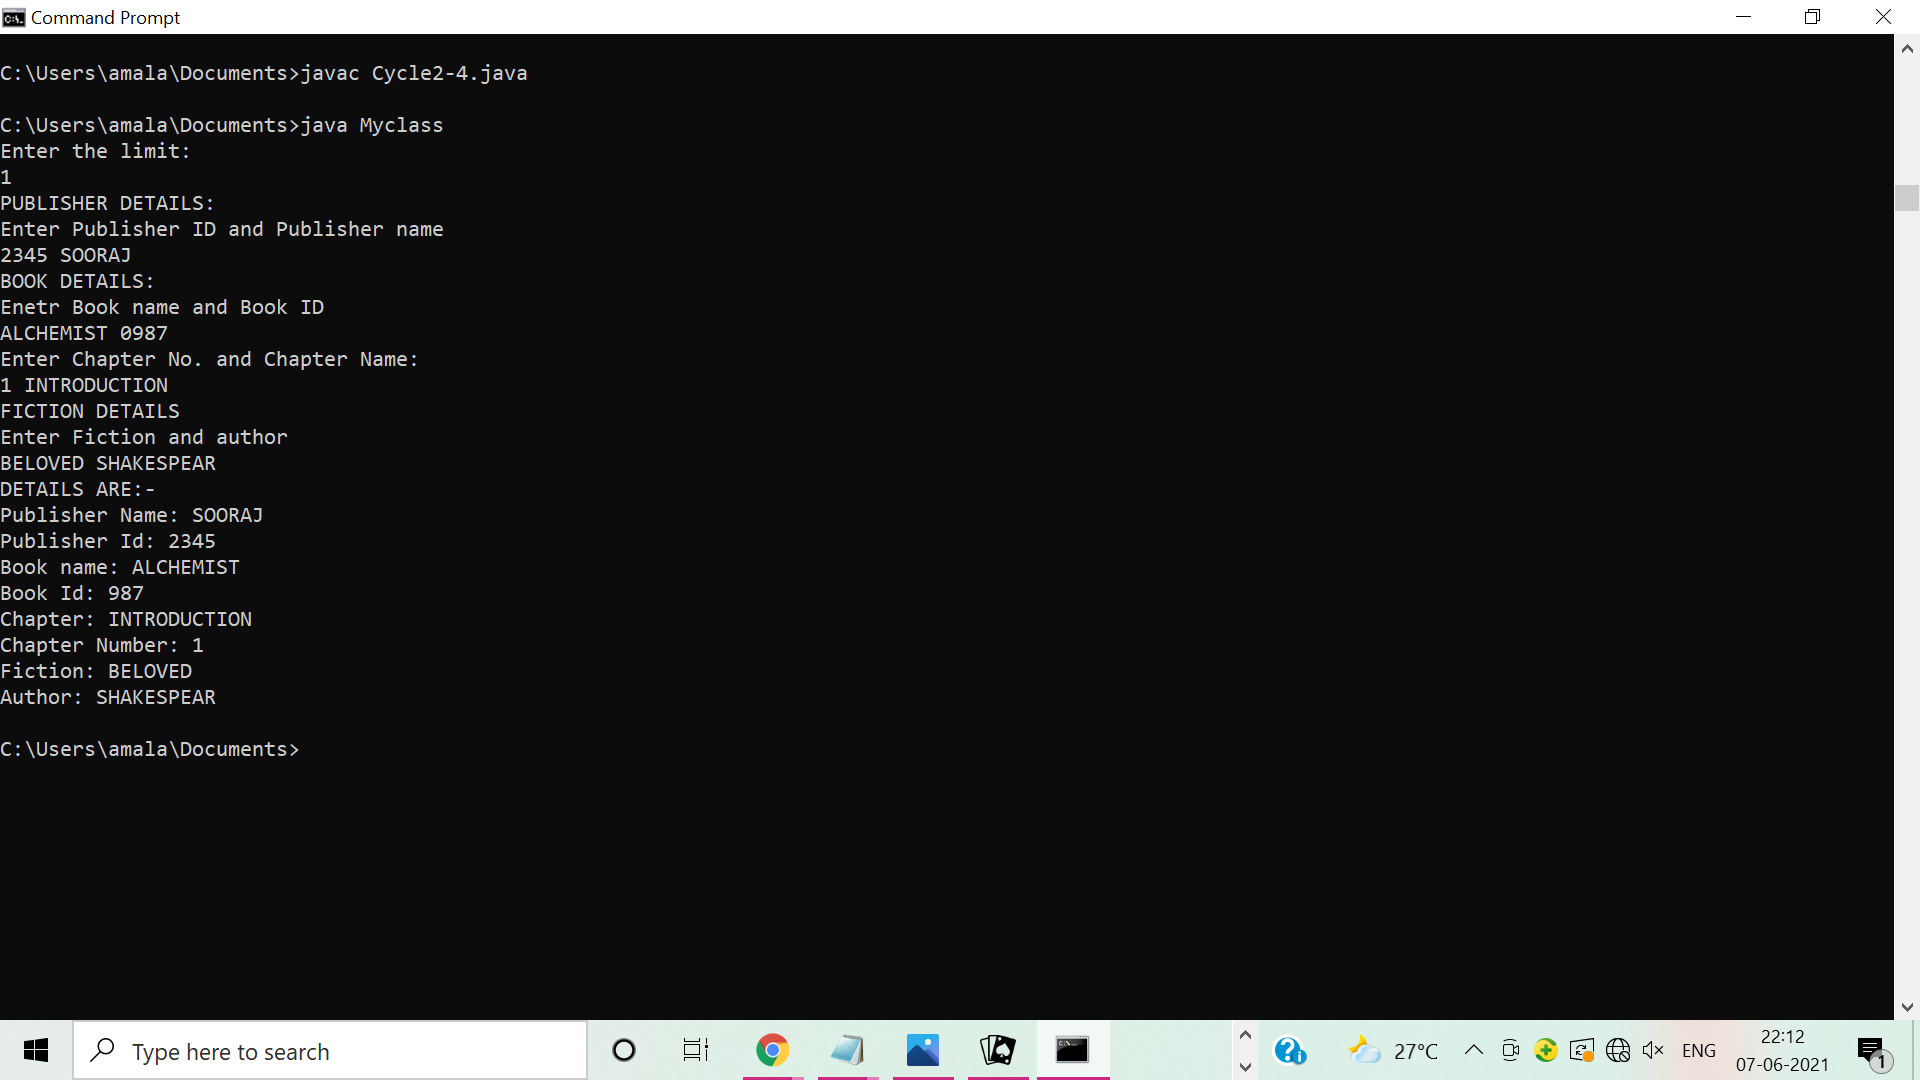 Command Prompt
C:\Users\amala\Documents>javac Cycle2-4.java
C:\Users\amala\Documents>java Myclass
Enter the limit:
1
PUBLISHER DETAILS:
Enter Publisher ID and Publisher name
2345 SOORAJ
BOOK DETAILS:
Enetr Book name and Book ID
ALCHEMIST 0987
Enter Chapter No. and Chapter Name:
1 INTRODUCTION
FICTION DETAILS
Enter Fiction and author
BELOVED SHAKESPEAR
DETAILS ARE:-
Publisher Name: SOORAJ
Publisher Id: 2345
Book name: ALCHEMIST
Book Id: 987
Chapter: INTRODUCTION
Chapter Number: 1
Fiction: BELOVED
Author: SHAKESPEAR
C:\Users\amala\Documents>
Type here to search
27°C
ENG
22:12
07-06-2021
1